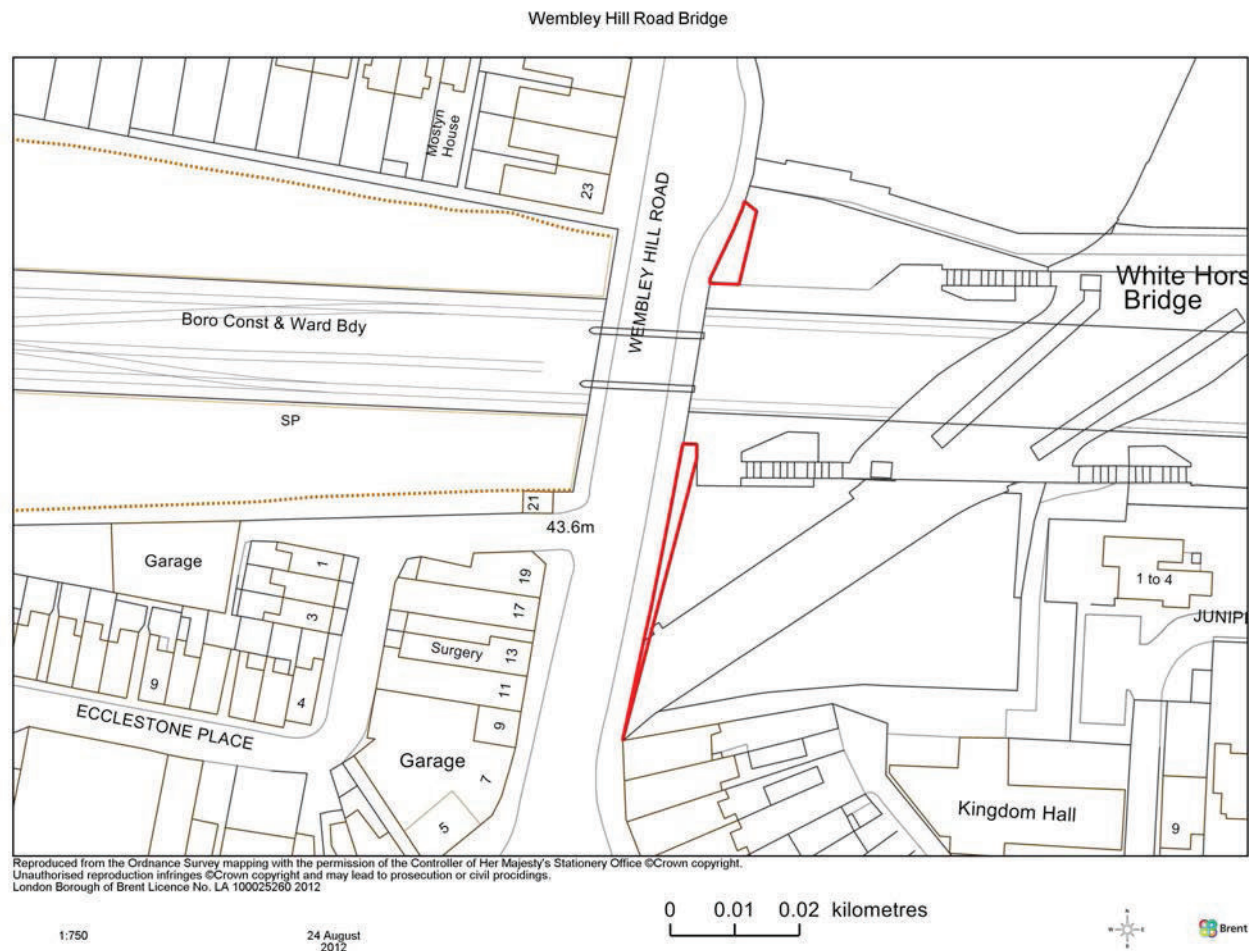 Wembley Hill Road Bridge
Mostyn
House
23
WEMBLEY HILL ROAD
White Hors
Bridge
Boro Const & Ward Bdy
SP
21
43.6m
Garage
1
3
19
17
Surgery
13
11
9
9
4
ECCLESTONE PLACE
Garage
7
5
1 to 4
JUNIPI
Kingdom Hall
9
Reproduced from the Ordnance Survey mapping with the permission of the Controller of Her Majesty's Stationery Office ©Crown copyright.
Unauthorised reproduction infringes ©Crown copyright and may lead to prosecution or civil procidings.
London Borough of Brent Licence No. LA 100025260 2012
0 0.01 0.02 kilometres
1:750
24 August
2012
N
W E
S
Brent